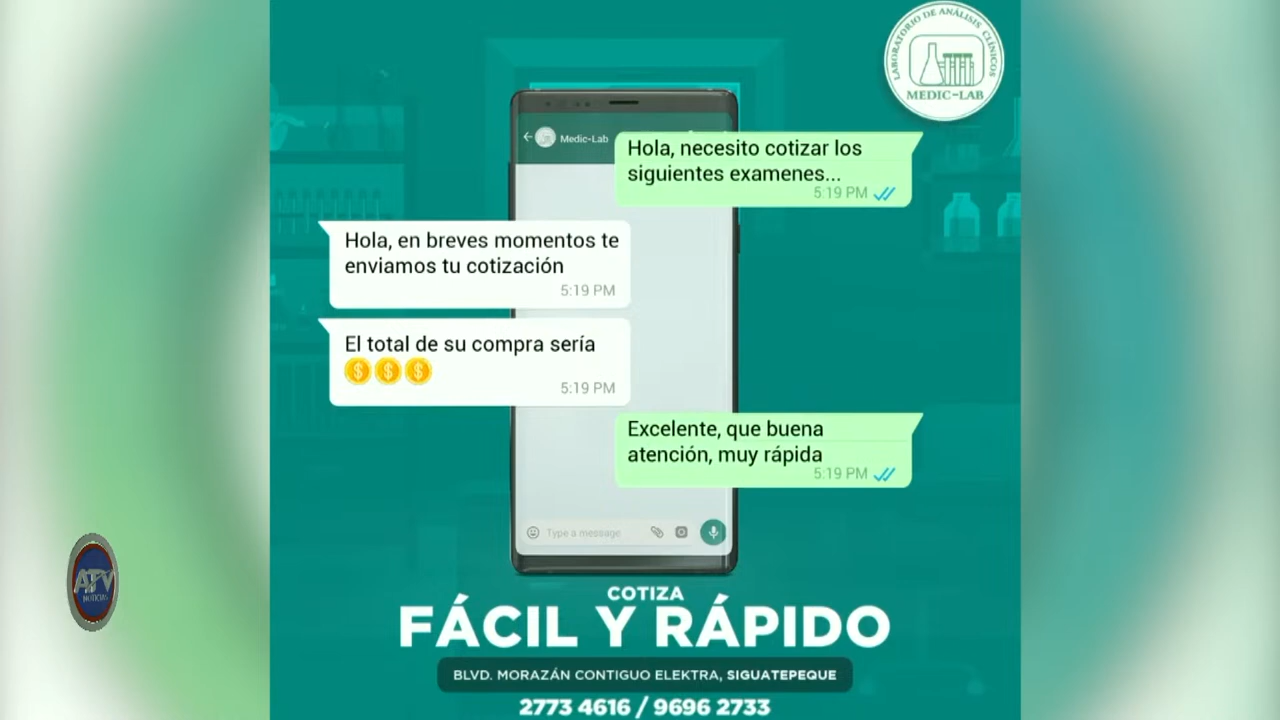 LABORATORIO DE ANÁLISIS CLÍNICOS
MEDIC-LAB
Medic-Lab
Hola, necesito cotizar los
siguientes examenes...
5:19 PM
Hola, en breves momentos te
enviamos tu cotización
5:19 PM
El total de su compra sería
5:19 PM
Excelente, que buena
atención, muy rápida
5:19 PM
Type a message
ATV
NOTICIAS
COTIZA
FÁCIL Y RÁPIDO
BLVD. MORAZÁN CONTIGUO ELEKTRA, SIGUATEPEQUE
2773 4616 / 9696 2733